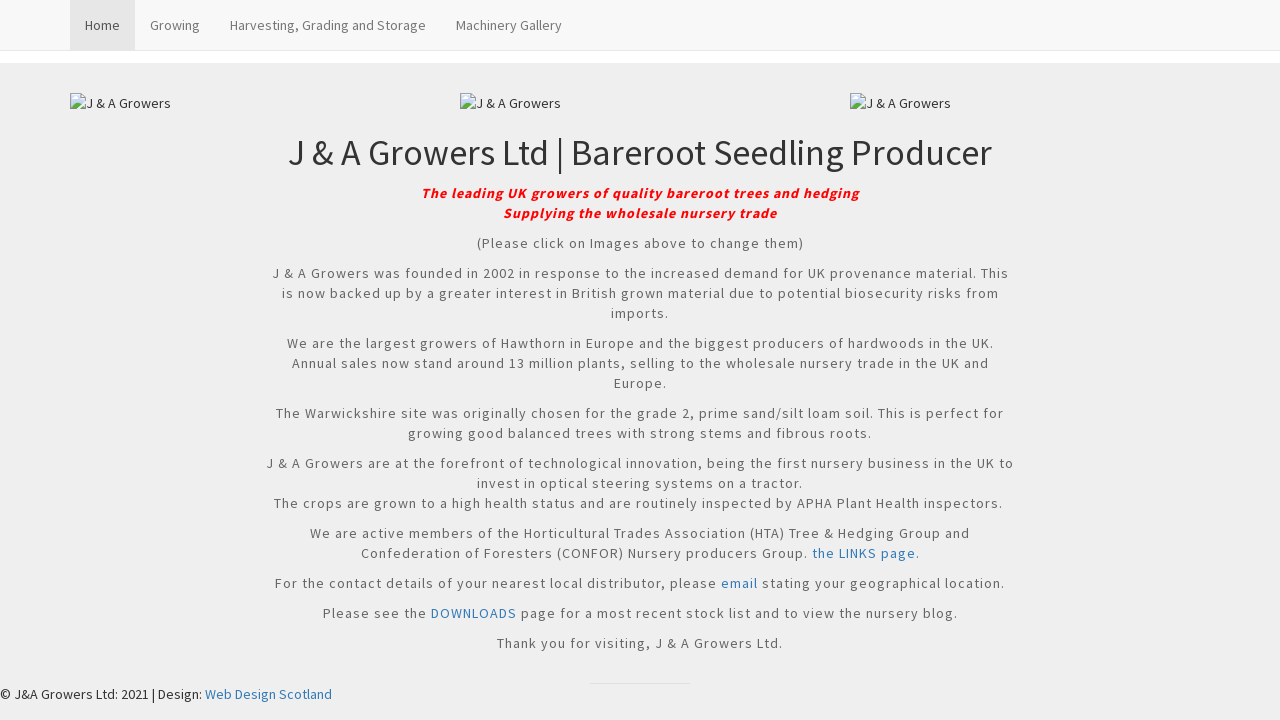 Home Growing Harvesting, Grading and Storage Machinery Gallery
J & A Growers J & A Growers J & A Growers
J & A Growers Ltd | Bareroot Seedling Producer
The leading UK growers of quality bareroot trees and hedging
Supplying the wholesale nursery trade
(Please click on Images above to change them)
J & A Growers was founded in 2002 in response to the increased demand for UK provenance material. This
is now backed up by a greater interest in British grown material due to potential biosecurity risks from
imports.
We are the largest growers of Hawthorn in Europe and the biggest producers of hardwoods in the UK.
Annual sales now stand around 13 million plants, selling to the wholesale nursery trade in the UK and
Europe.
The Warwickshire site was originally chosen for the grade 2, prime sand/silt loam soil. This is perfect for
growing good balanced trees with strong stems and fibrous roots.
J & A Growers are at the forefront of technological innovation, being the first nursery business in the UK to
invest in optical steering systems on a tractor.
The crops are grown to a high health status and are routinely inspected by APHA Plant Health inspectors.
We are active members of the Horticultural Trades Association (HTA) Tree & Hedging Group and
Confederation of Foresters (CONFOR) Nursery producers Group. the LINKS page.
For the contact details of your nearest local distributor, please email stating your geographical location.
Please see the DOWNLOADS page for a most recent stock list and to view the nursery blog.
Thank you for visiting, J & A Growers Ltd.
© J&A Growers Ltd: 2021 | Design: Web Design Scotland